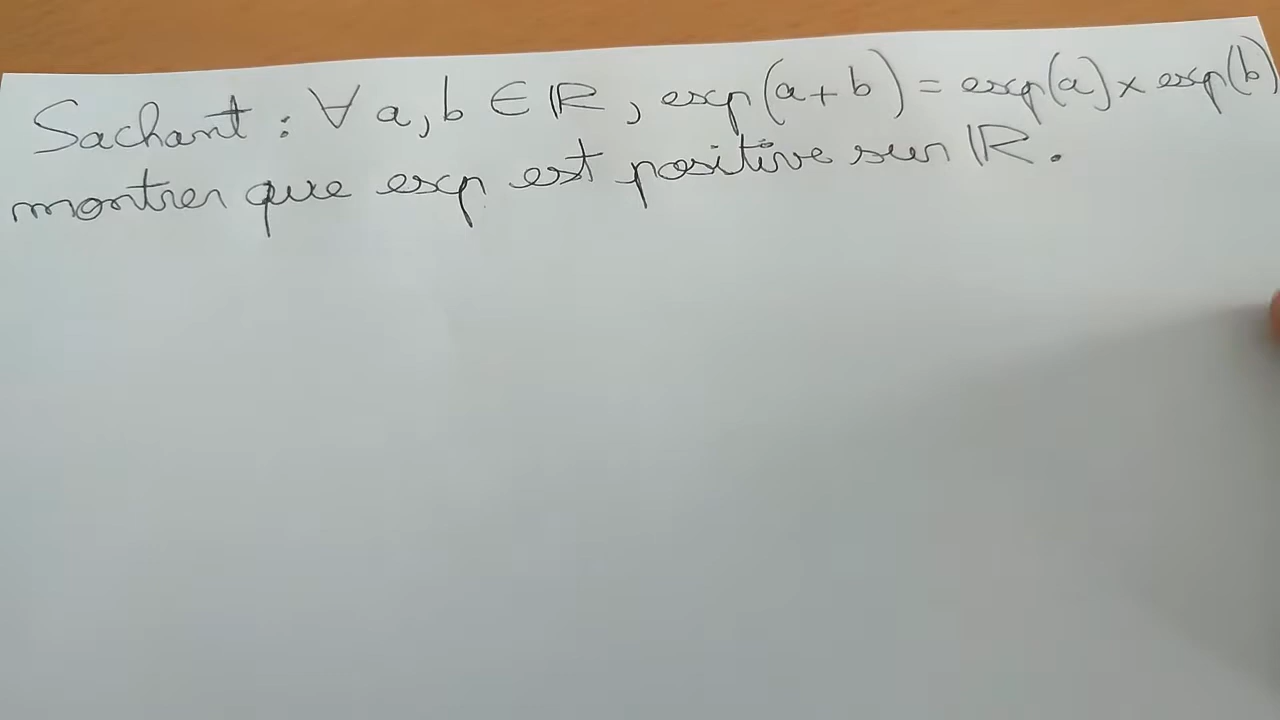 Sachant : ∀ a, b ∈ ℝ, exp(a+b) = exp(a) × exp(b)
montrer que exp est positive sur ℝ.